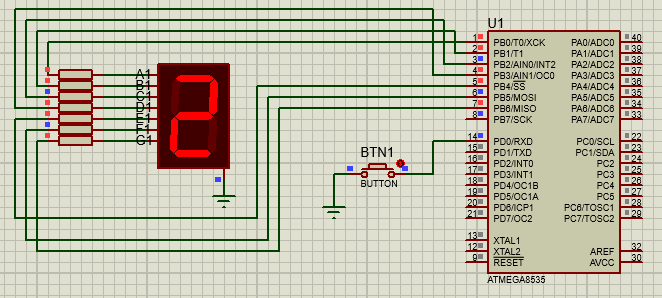 U1
1 PB0/T0/XCK PA0/ADC0 40
2 PB1/T1 PA1/ADC1 39
3 PB2/AIN0/INT2 PA2/ADC2 38
4 PB3/AIN1/OC0 PA3/ADC3 37
5 PB4/SS PA4/ADC4 36
6 PB5/MOSI PA5/ADC5 35
7 PB6/MISO PA6/ADC6 34
8 PB7/SCK PA7/ADC7 33
14 PD0/RXD PC0/SCL 22
15 PD1/TXD PC1/SDA 23
16 PD2/INT0 PC2 24
17 PD3/INT1 PC3 25
18 PD4/OC1B PC4 26
19 PD5/OC1A PC5 27
20 PD6/ICP1 PC6/TOSC1 28
21 PD7/OC2 PC7/TOSC2 29
13 XTAL1
12 XTAL2 AREF 32
9 RESET AVCC 30
ATMEGA8535
A1
B1
C1
D1
E1
F1
G1
2
BTN1
BUTTON